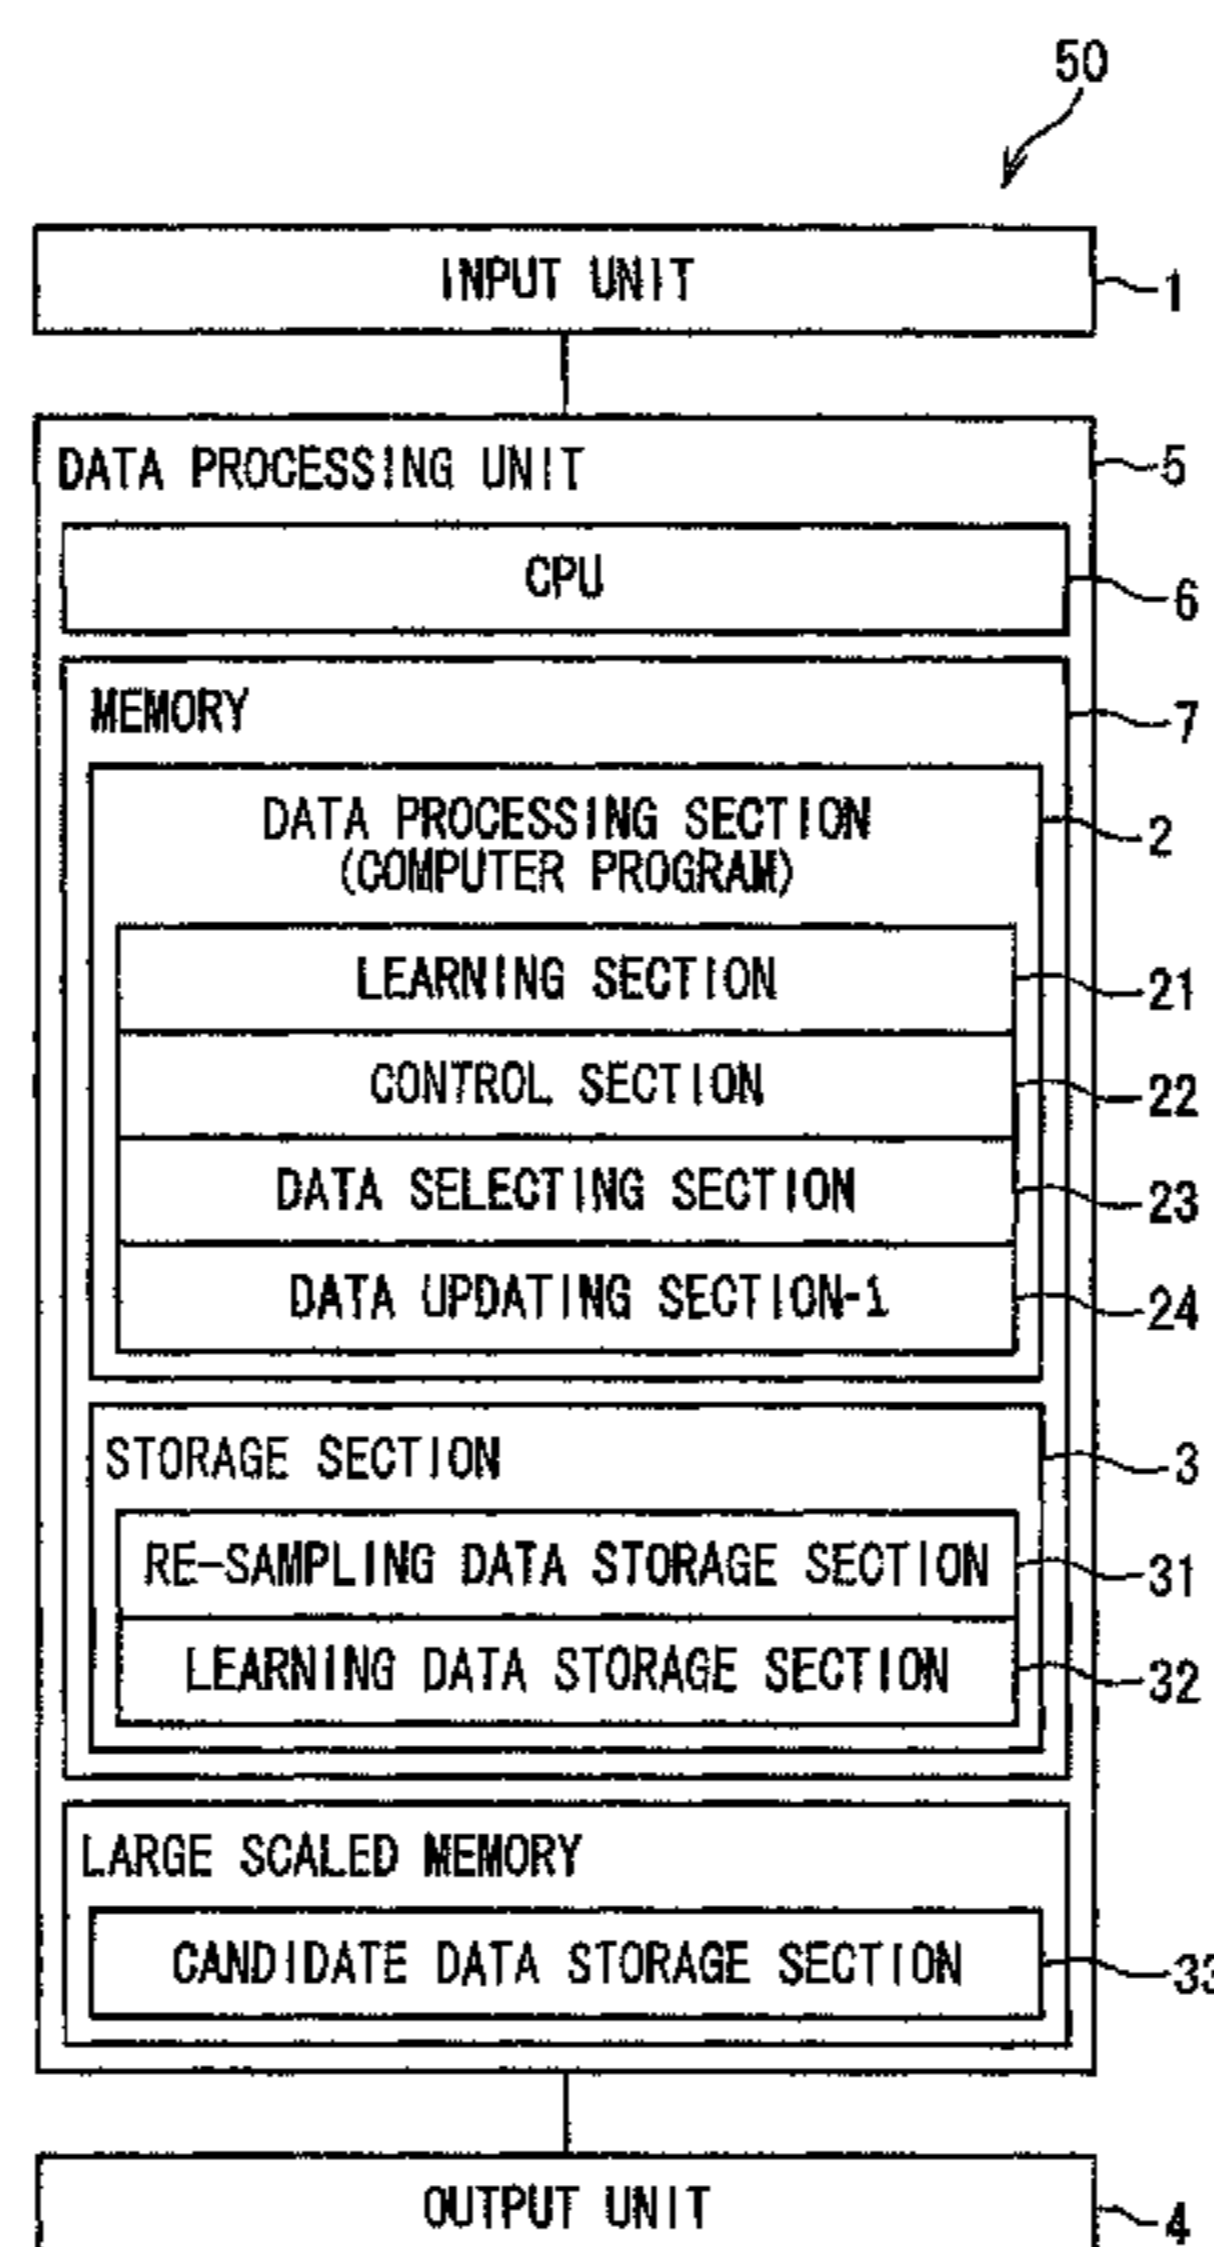 50
INPUT UNIT
1
DATA PROCESSING UNIT
5
CPU
6
MEMORY
7
DATA PROCESSING SECTION
(COMPUTER PROGRAM)
2
LEARNING SECTION
21
CONTROL SECTION
22
DATA SELECTING SECTION
23
DATA UPDATING SECTION-1
24
STORAGE SECTION
3
RE-SAMPLING DATA STORAGE SECTION
31
LEARNING DATA STORAGE SECTION
32
LARGE SCALED MEMORY
CANDIDATE DATA STORAGE SECTION
33
OUTPUT UNIT
4